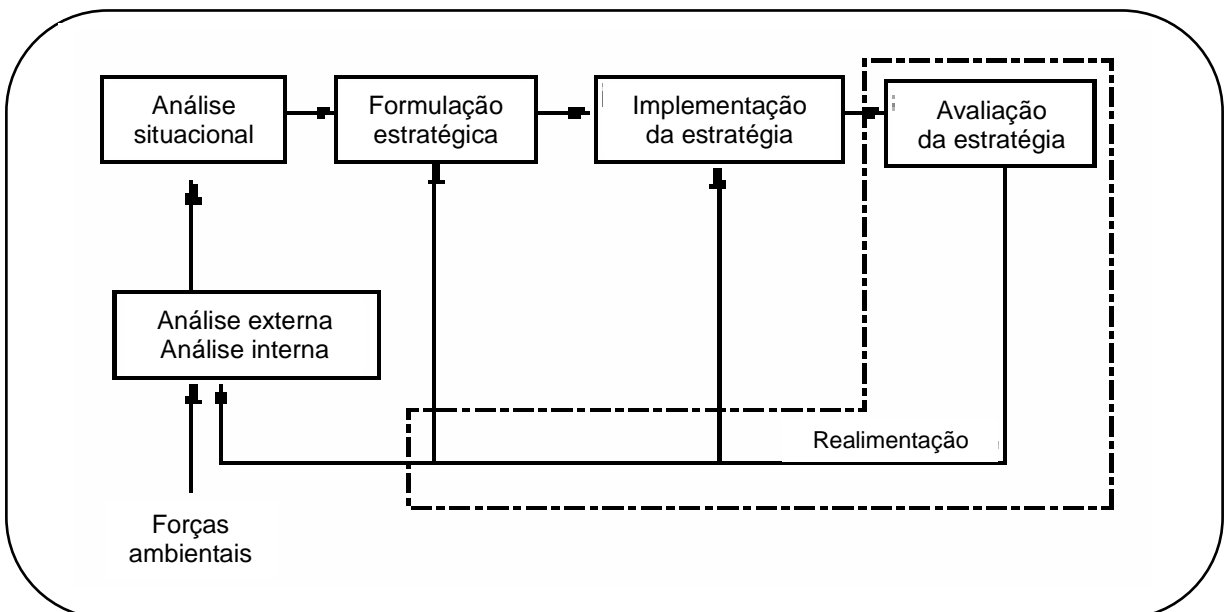 Análise
situacional
Formulação
estratégica
Implementação
da estratégia
Avaliação
da estratégia
Análise externa
Análise interna
Realimentação
Forças
ambientais